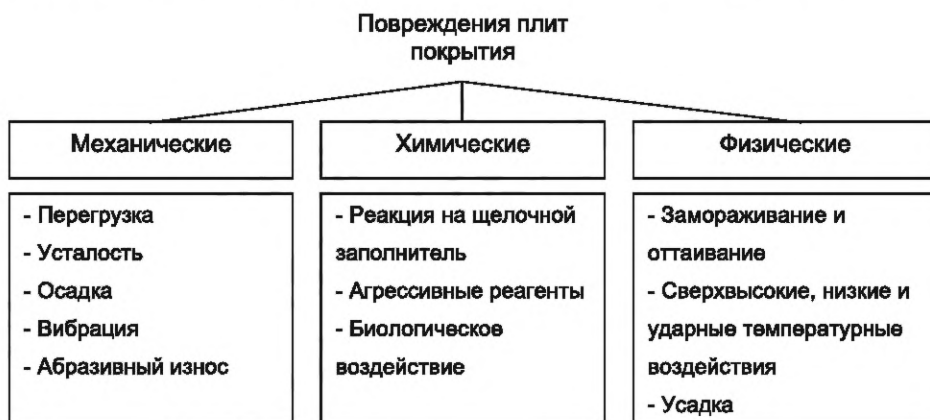 Повреждения плит
покрытия
Механические
Химические
Физические
- Перегрузка
- Усталость
- Осадка
- Вибрация
- Абразивный износ
- Реакция на щелочной
заполнитель
- Агрессивные реагенты
- Биологическое
воздействие
- Замораживание и
оттаивание
- Сверхвысокие, низкие и
ударные температурные
воздействия
- Усадка